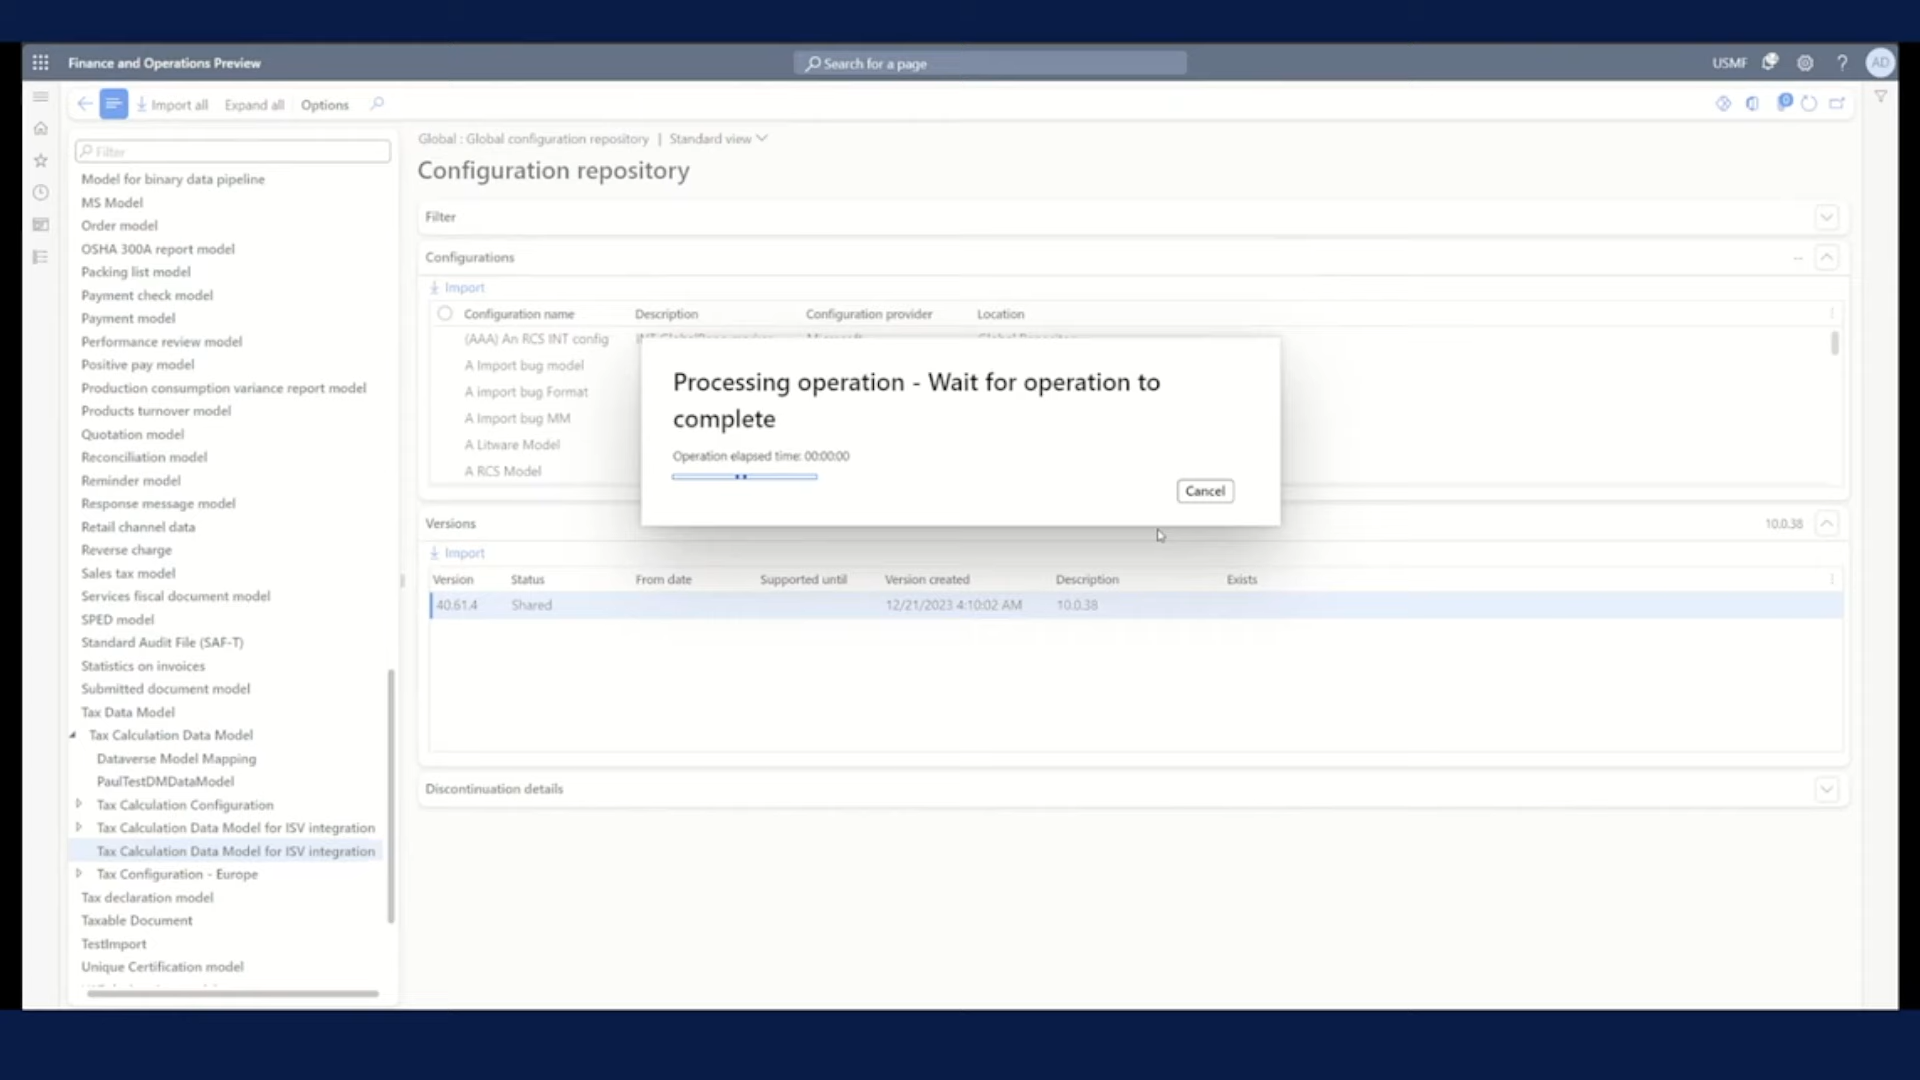 Finance and Operations Preview
Search for a page
USMF
?
AD
Import all
Expand all
Options
0
Filter
Model for binary data pipeline
MS Model
Order model
OSHA 300A report model
Packing list model
Payment check model
Payment model
Performance review model
Positive pay model
Production consumption variance report model
Products turnover model
Quotation model
Reconciliation model
Reminder model
Response message model
Retail channel data
Reverse charge
Sales tax model
Services fiscal document model
SPED model
Standard Audit File (SAF-T)
Statistics on invoices
Submitted document model
Tax Data Model
Tax Calculation Data Model
Dataverse Model Mapping
PaulTestDMDataModel
Tax Calculation Configuration
Tax Calculation Data Model for ISV integration
Tax Calculation Data Model for ISV integration
Tax Configuration - Europe
Tax declaration model
Taxable Document
TestImport
Unique Certification model
Global : Global configuration repository | Standard view
Configuration repository
Filter
Configurations
--
Import
Configuration name Description Configuration provider Location
(AAA) An RCS INT config
A Import bug model
A import bug Format
A Import bug MM
A Litware Model
A RCS Model
Processing operation - Wait for operation to
complete
Operation elapsed time: 00:00:00
Cancel
Versions
10.0.38
Import
Version Status From date Supported until Version created Description Exists
40.61.4 Shared 12/21/2023 4:10:02 AM 10.0.38
Discontinuation details